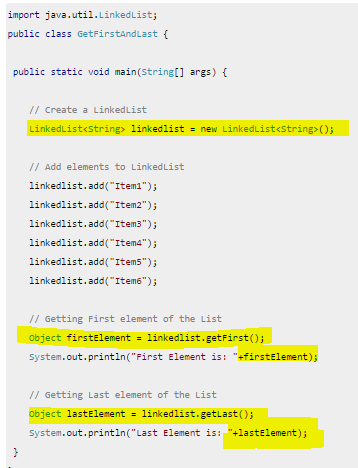 import java.util.LinkedList;
public class GetFirstAndLast {
public static void main(String[] args) {
// Create a LinkedList
LinkedList<String> linkedlist = new LinkedList<String>();
// Add elements to LinkedList
linkedlist.add("Item1");
linkedlist.add("Item2");
linkedlist.add("Item3");
linkedlist.add("Item4");
linkedlist.add("Item5");
linkedlist.add("Item6");
// Getting First element of the List
Object firstElement = linkedlist.getFirst();
System.out.println("First Element is: "+firstElement);
// Getting Last element of the List
Object lastElement = linkedlist.getLast();
System.out.println("Last Element is: "+lastElement);
}